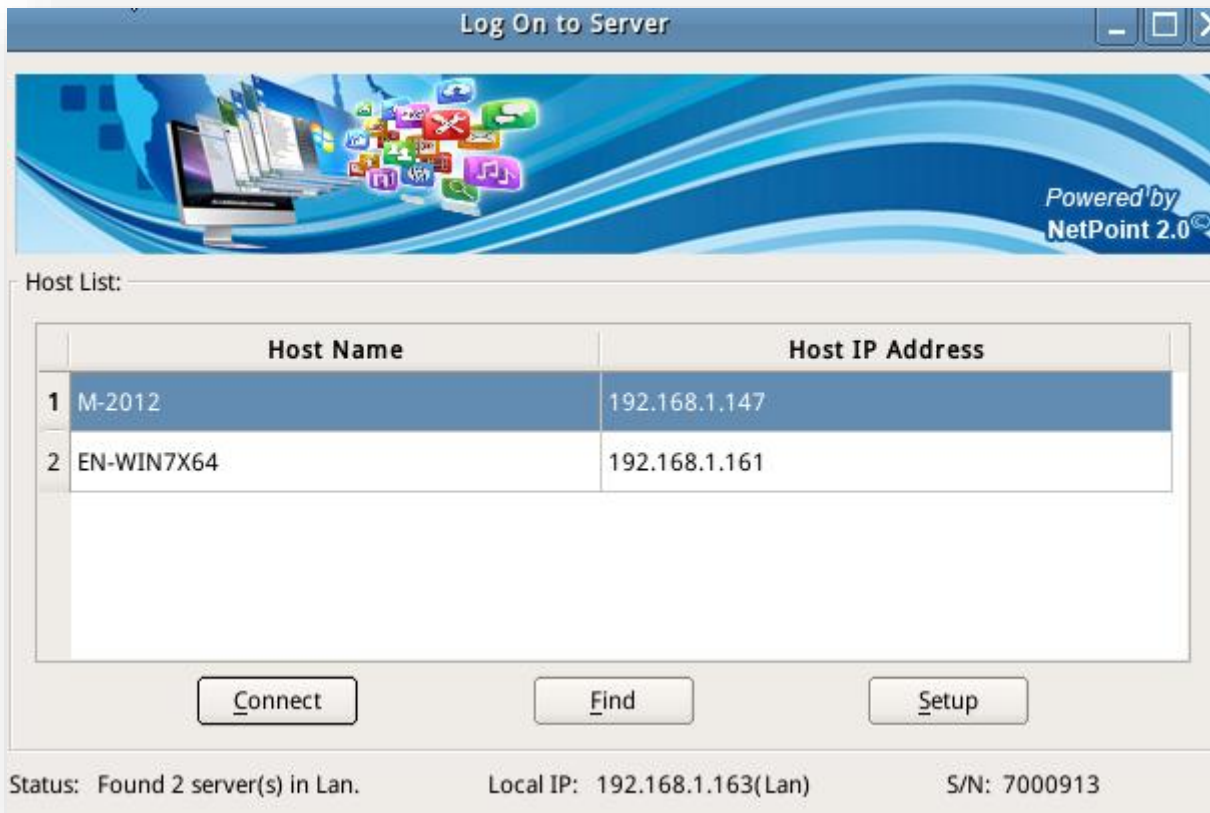 Log On to Server
Powered by
NetPoint 2.0©
Host List:
Host Name Host IP Address
1 M-2012 192.168.1.147
2 EN-WIN7X64 192.168.1.161
Connect Find Setup
Status: Found 2 server(s) in Lan. Local IP: 192.168.1.163(Lan) S/N: 7000913